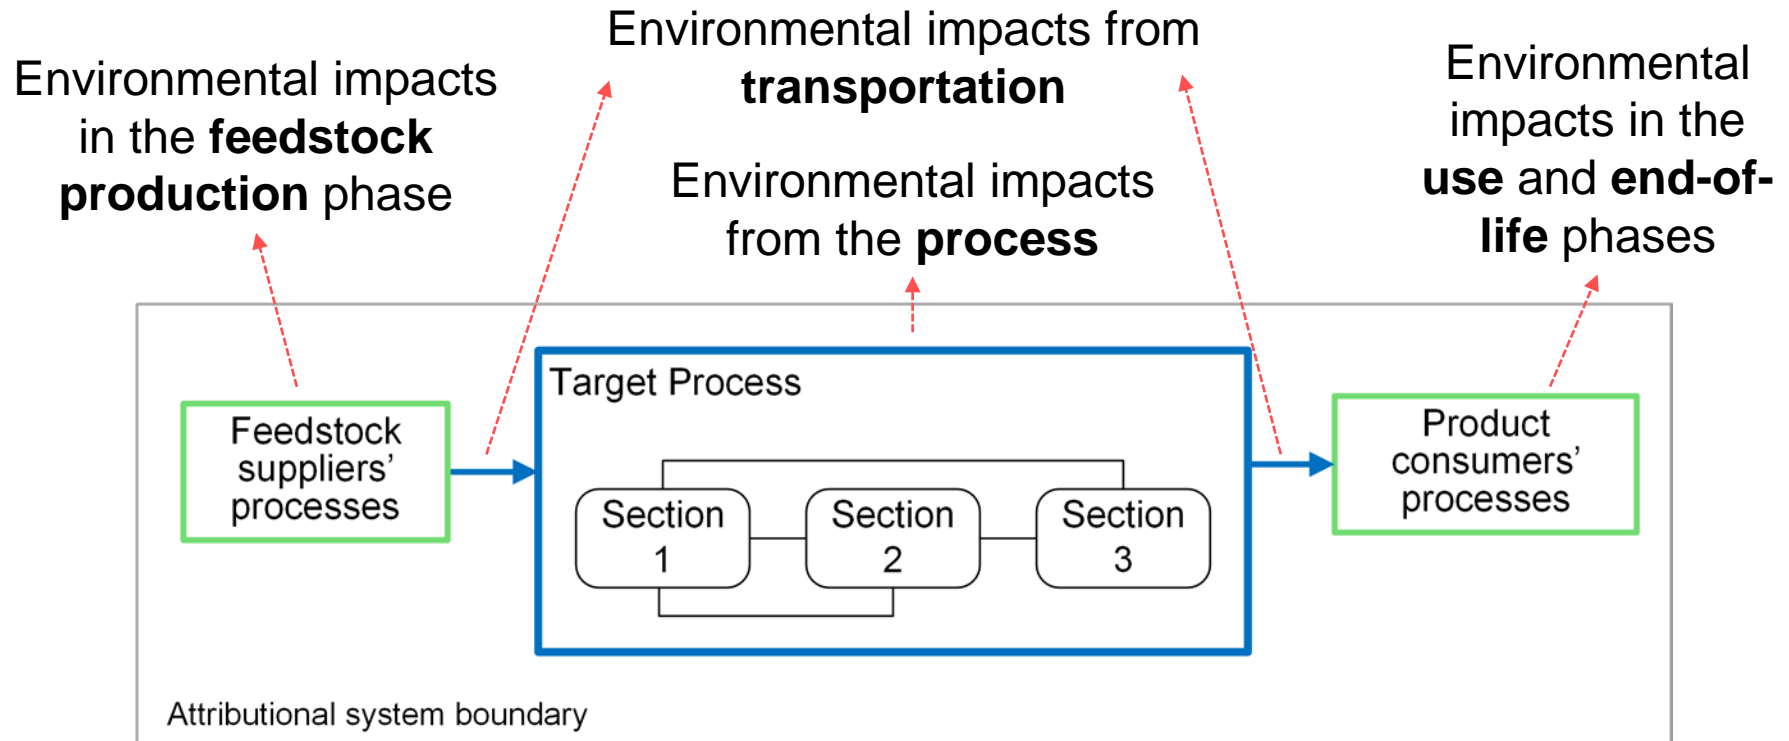 Environmental impacts
in the feedstock
production phase
Environmental impacts from
transportation
Environmental impacts
from the process
Environmental
impacts in the
use and end-of-
life phases
Feedstock
suppliers’
processes
Target Process
Section
1
Section
2
Section
3
Product
consumers’
processes
Attributional system boundary